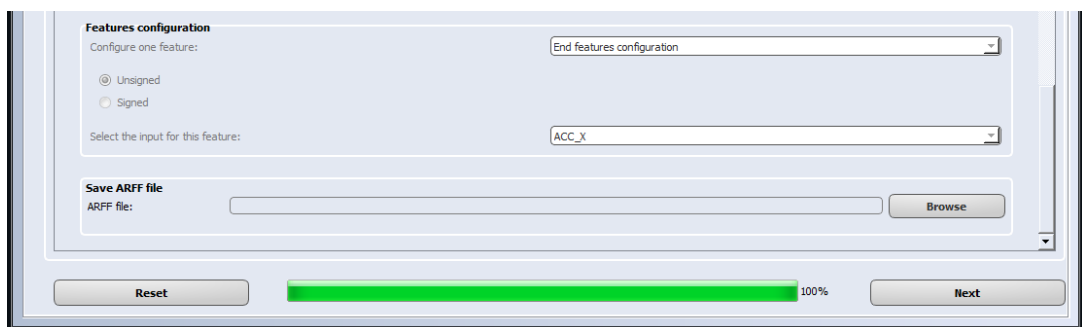 Features configuration
Configure one feature: End features configuration
Unsigned
Signed
Select the input for this feature: ACC_X
Save ARFF file
ARFF file: Browse
Reset 100% Next